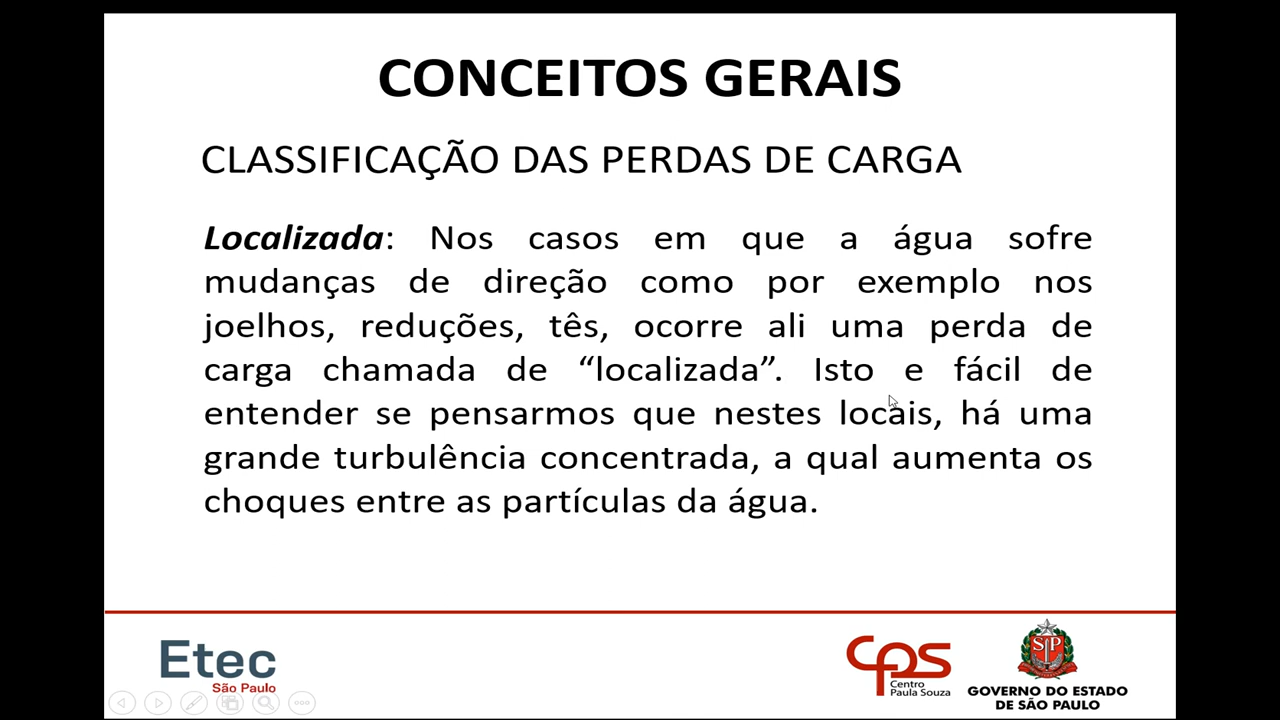 CONCEITOS GERAIS
CLASSIFICAÇÃO DAS PERDAS DE CARGA
Localizada: Nos casos em que a água sofre
mudanças de direção como por exemplo nos
joelhos, reduções, tês, ocorre ali uma perda de
carga chamada de “localizada”. Isto e fácil de
entender se pensarmos que nestes locais, há uma
grande turbulência concentrada, a qual aumenta os
choques entre as partículas da água.
Etec
São Paulo
cps
Centro
Paula Souza
SP
GOVERNO DO ESTADO
DE SÃO PAULO